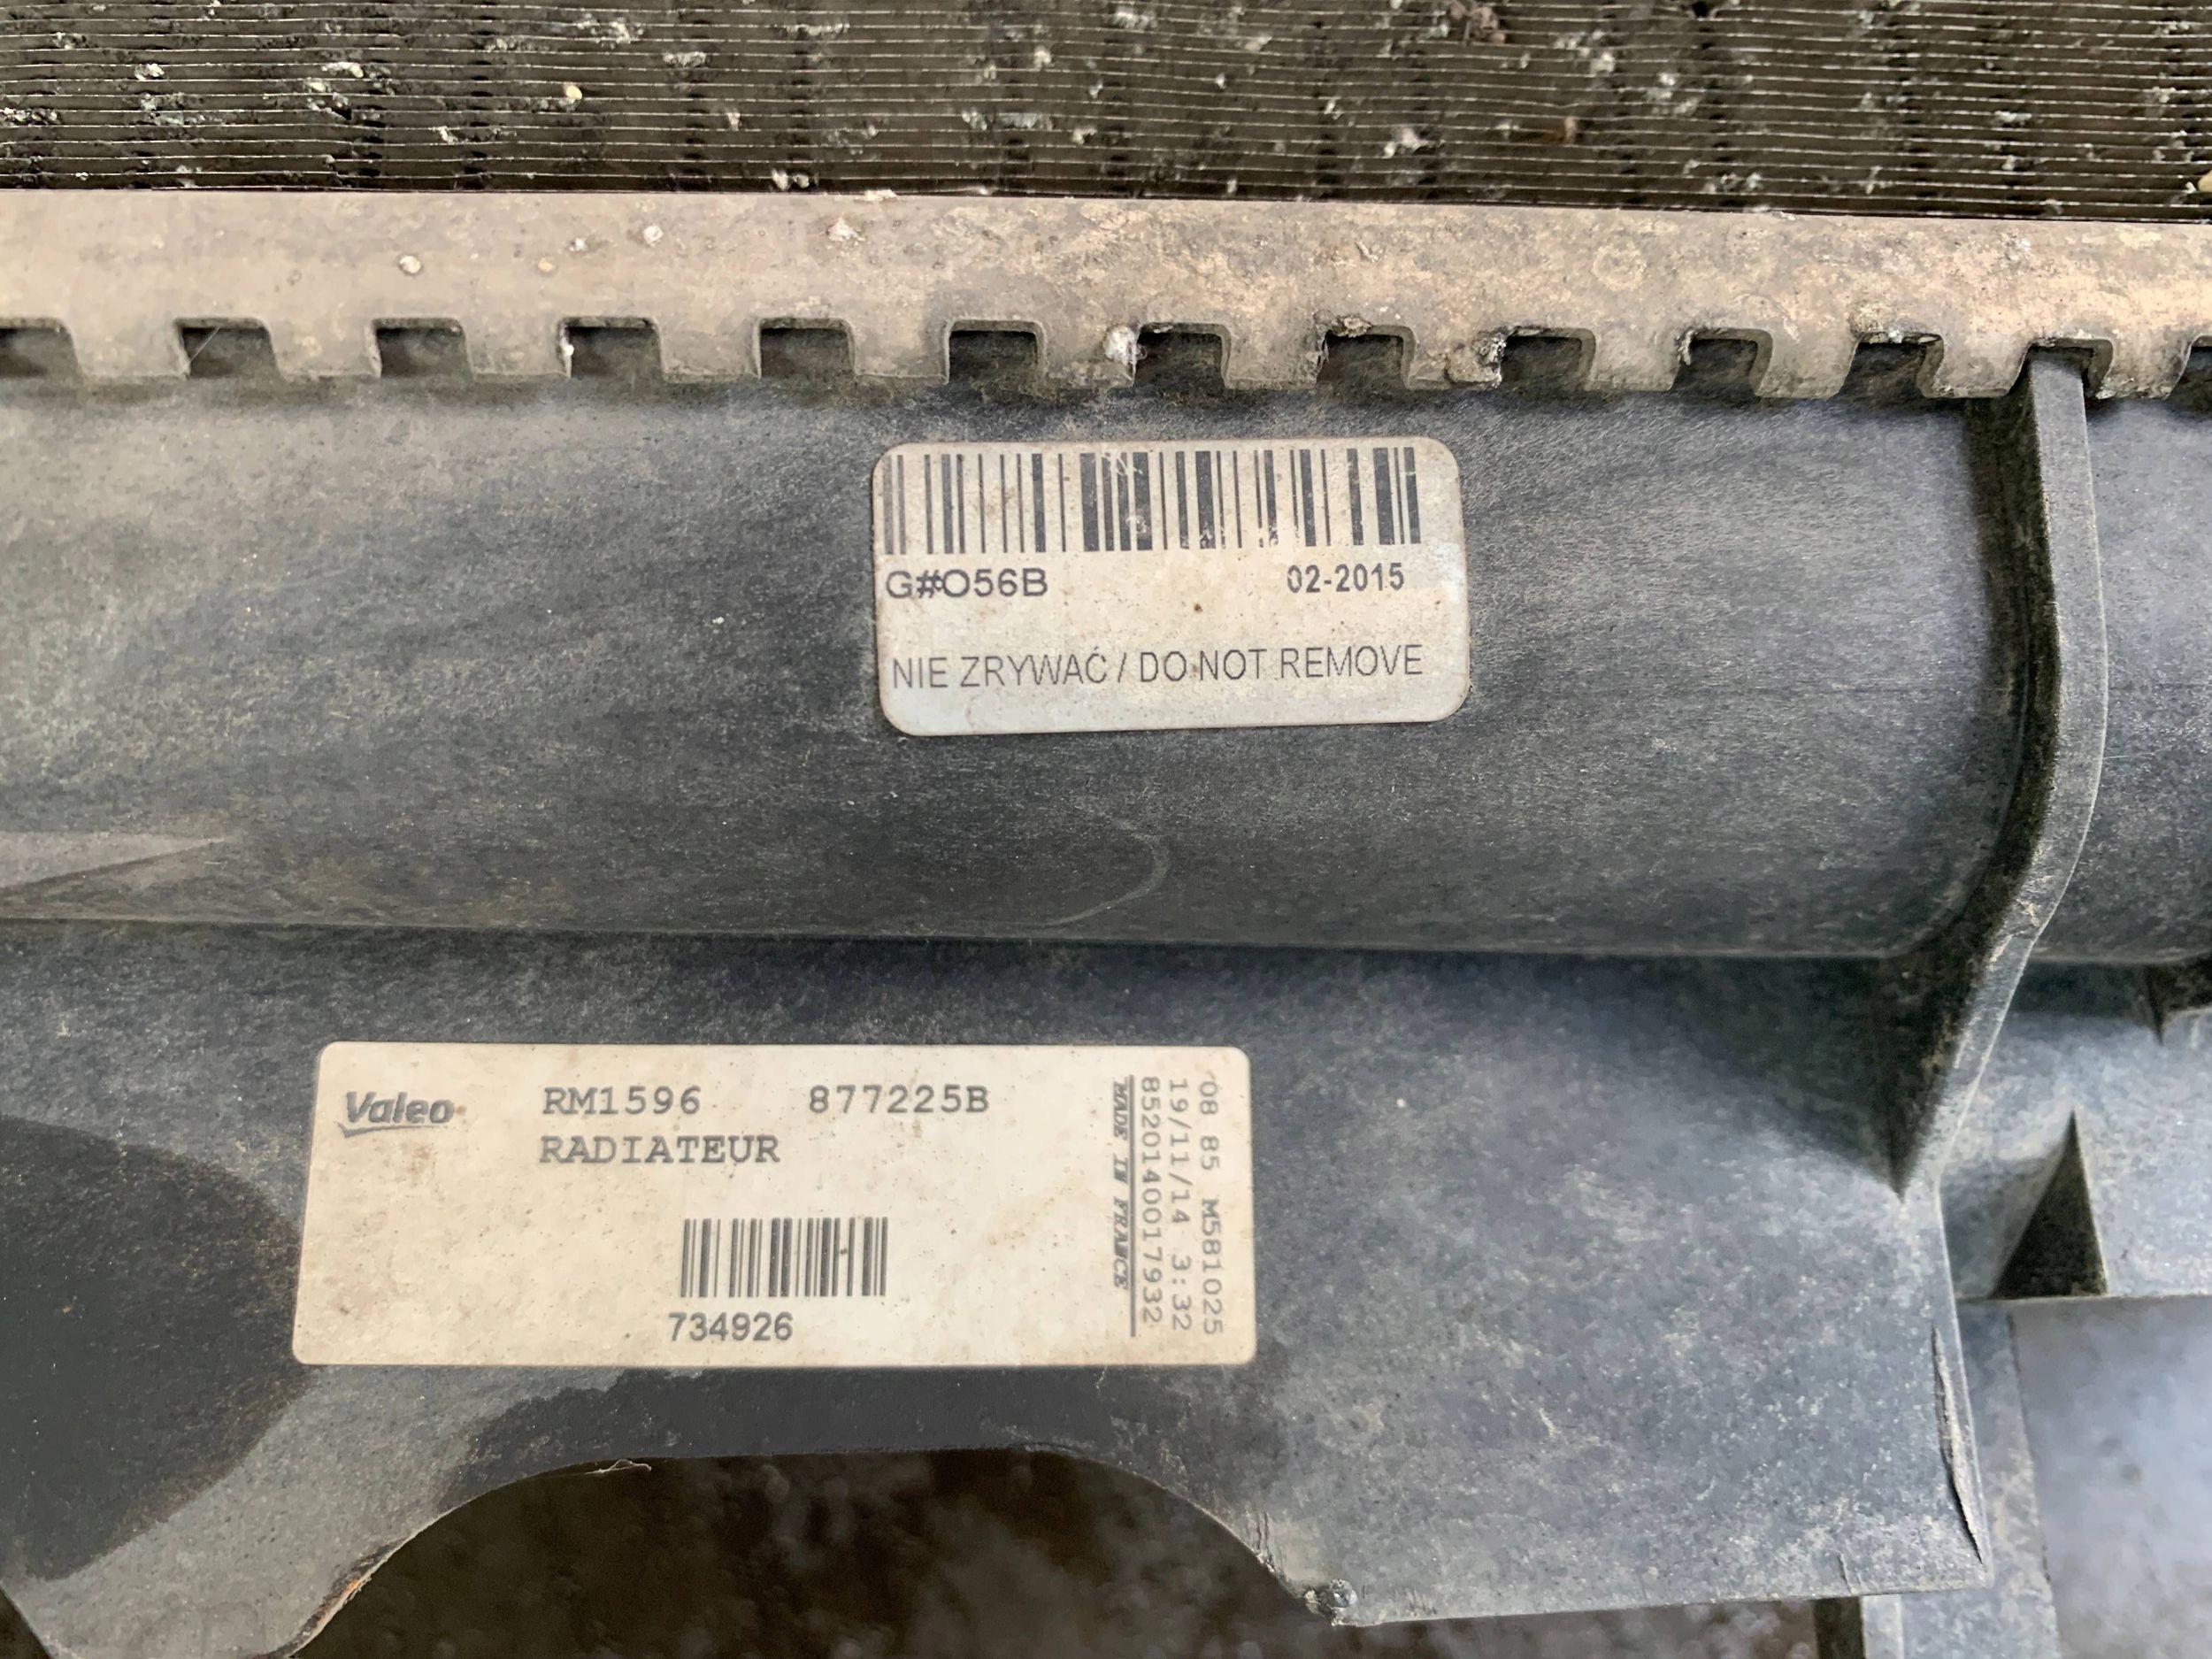 G#O56B 02-2015
NIE ZRYWAĆ / DO NOT REMOVE
Valeo RM1596 877225B
RADIATEUR
734926
08 85 M581025
19/11/14 3:32
8520140017932
MADE IN FRANCE